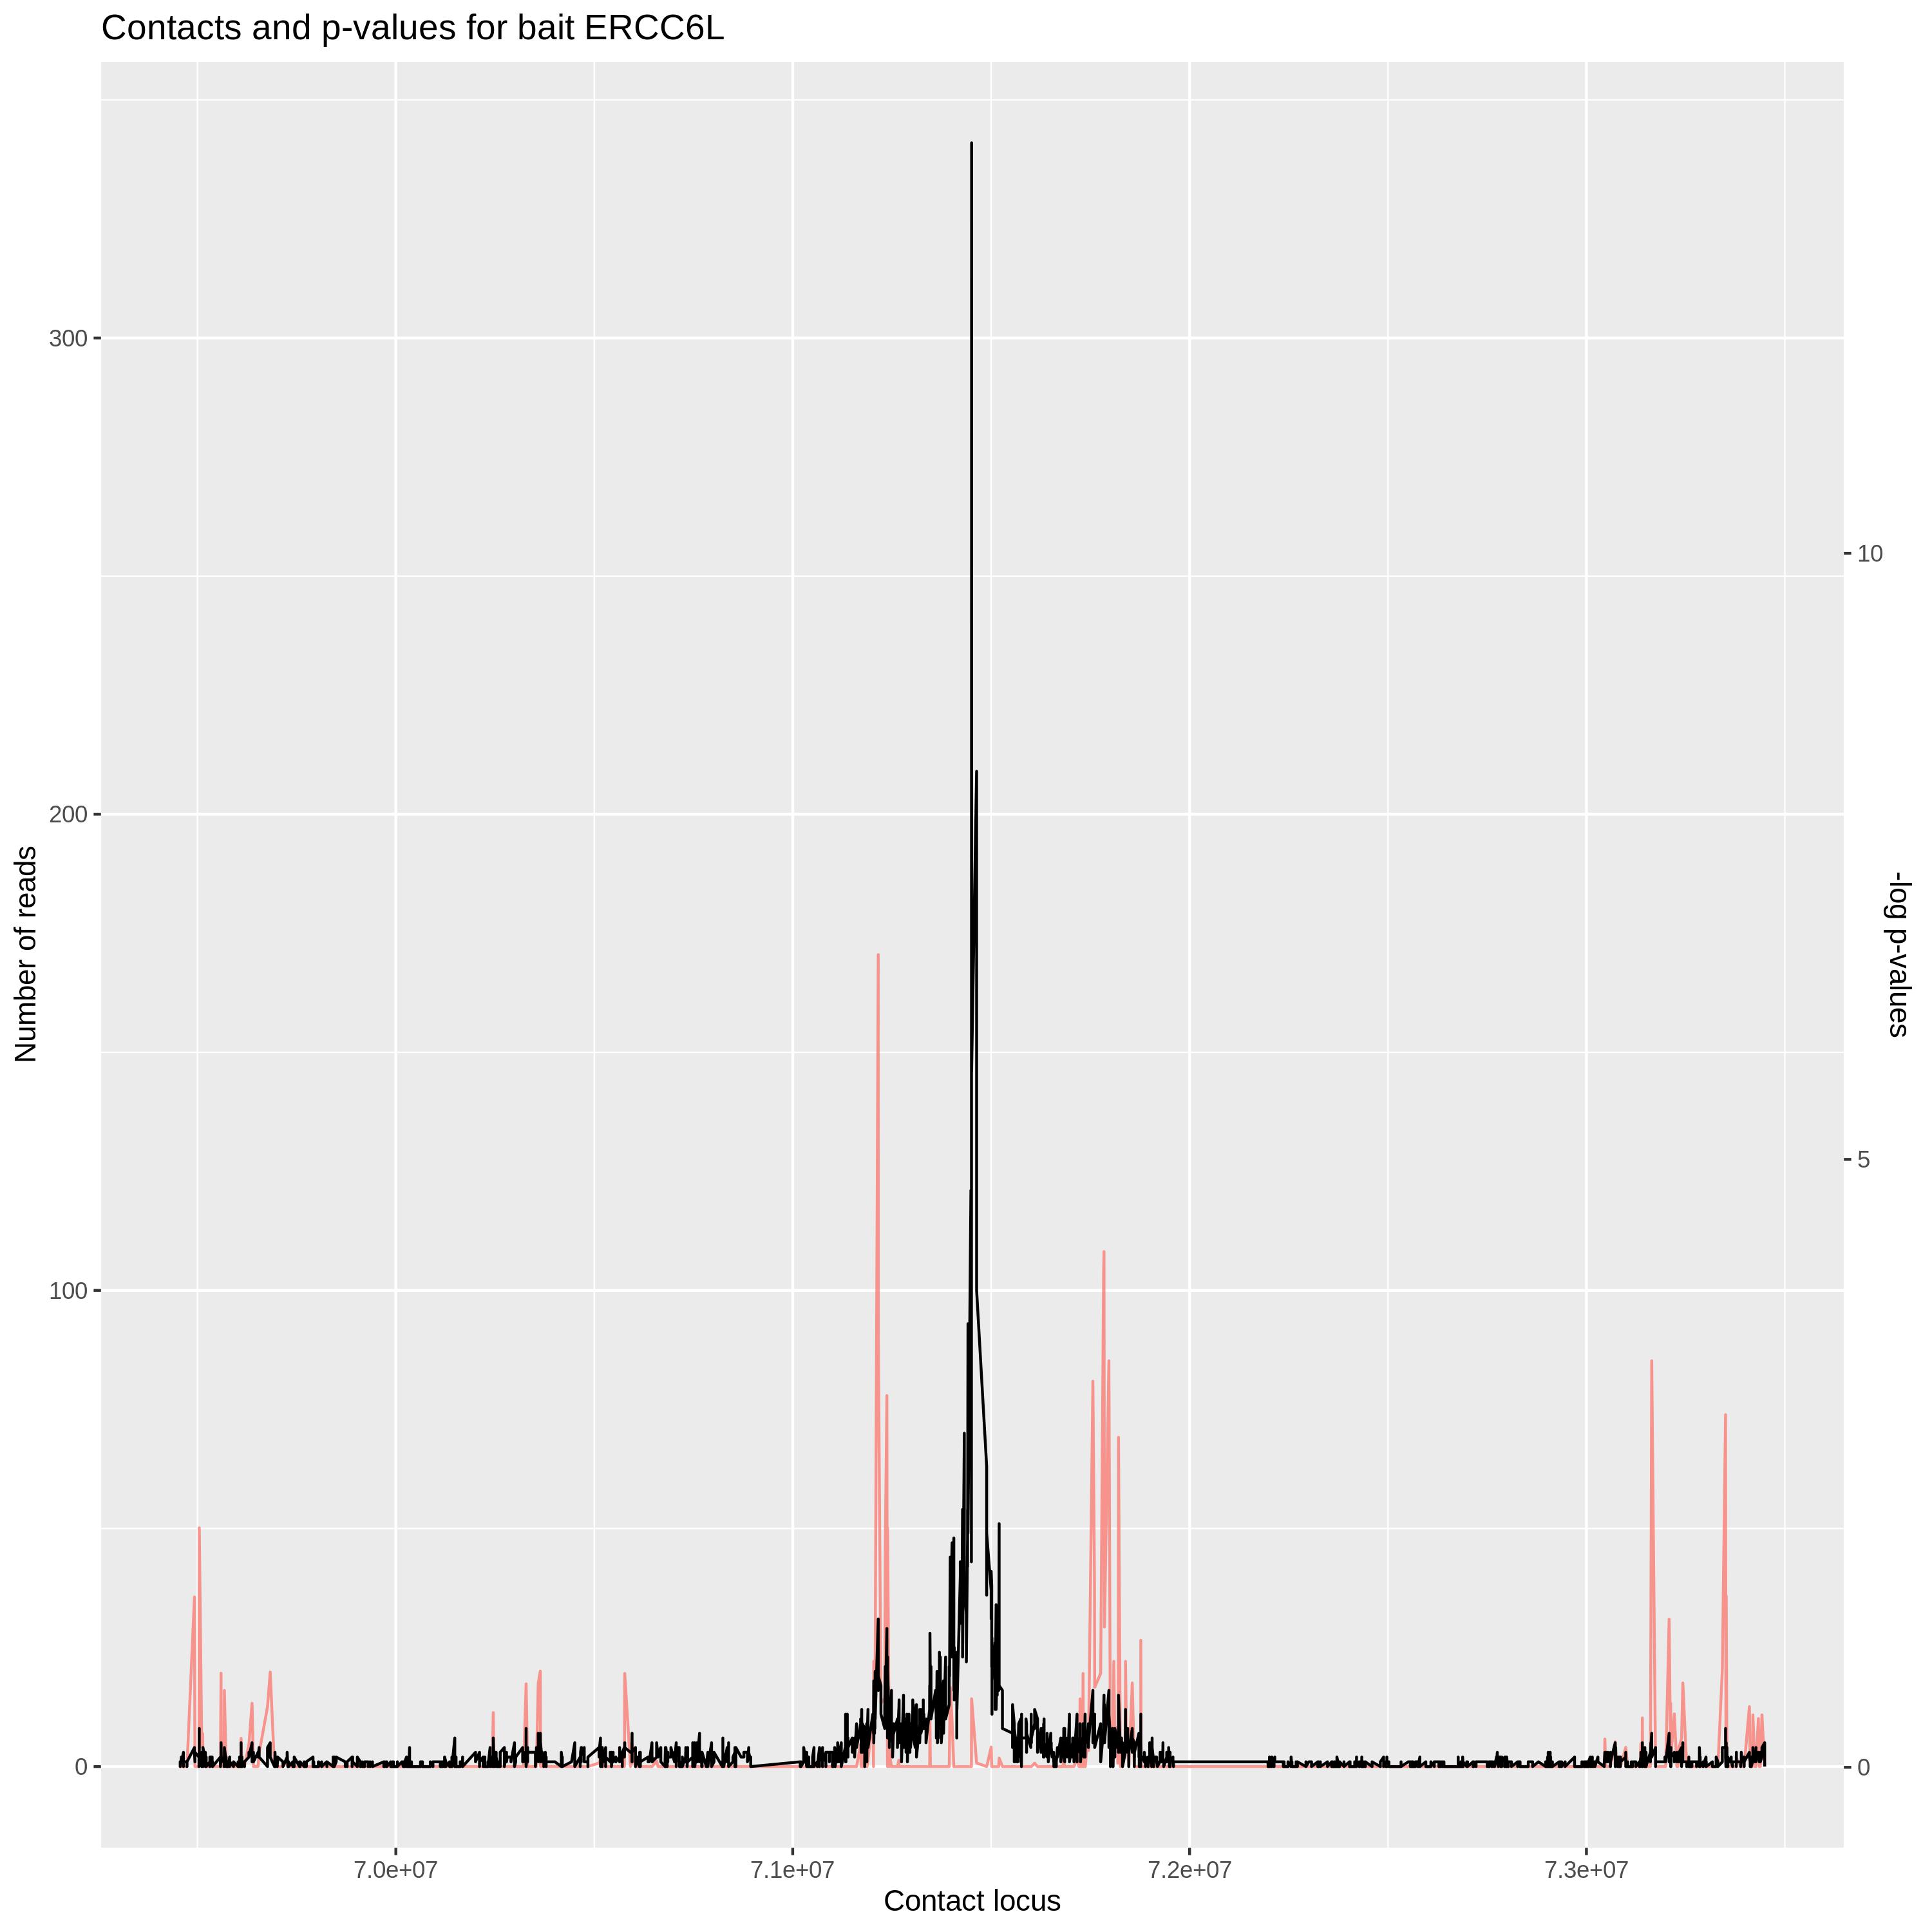 Contacts and p-values for bait ERCC6L
Number of reads
300
200
100
0
10
5
0
-log p-values
7.0e+07
7.1e+07
7.2e+07
7.3e+07
Contact locus